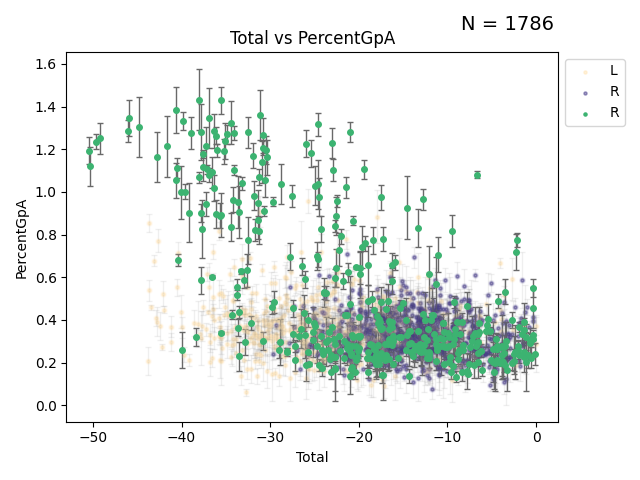 N = 1786
Total vs PercentGpA
L
R
R
PercentGpA
1.6
1.4
1.2
1.0
0.8
0.6
0.4
0.2
0.0
−50
−40
−30
−20
−10
0
Total